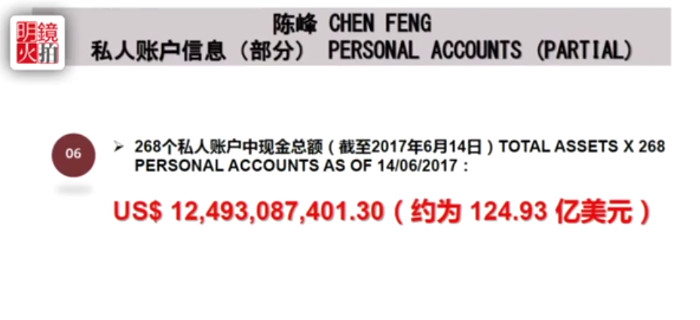 明鏡
火拍
陈峰 CHEN FENG
私人账户信息（部分） PERSONAL ACCOUNTS (PARTIAL)
06
➢ 268个私人账户中现金总额（截至2017年6月14日）TOTAL ASSETS X 268
PERSONAL ACCOUNTS AS OF 14/06/2017：
US$ 12,493,087,401.30（约为 124.93 亿美元）